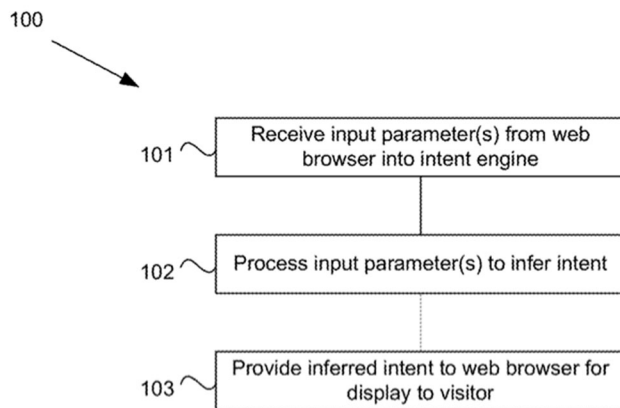 100
101
Receive input parameter(s) from web
browser into intent engine
102
Process input parameter(s) to infer intent
103
Provide inferred intent to web browser for
display to visitor